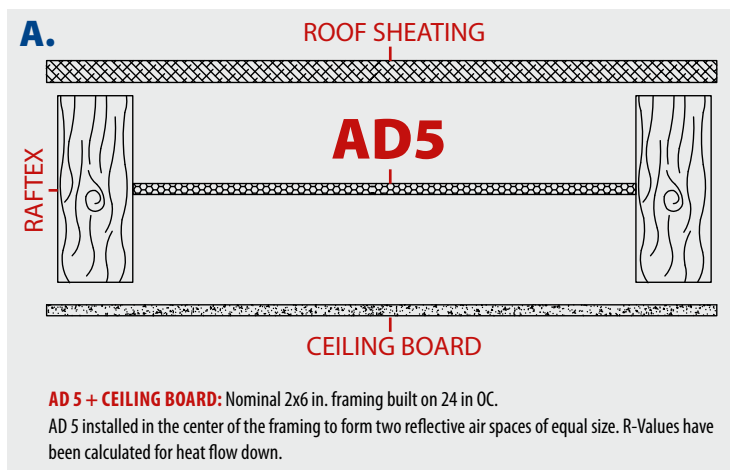 A.
ROOF SHEATING
AD5
RAFTEX
CEILING BOARD
AD 5 + CEILING BOARD: Nominal 2x6 in. framing built on 24 in OC.
AD 5 installed in the center of the framing to form two reflective air spaces of equal size. R-Values have
been calculated for heat flow down.